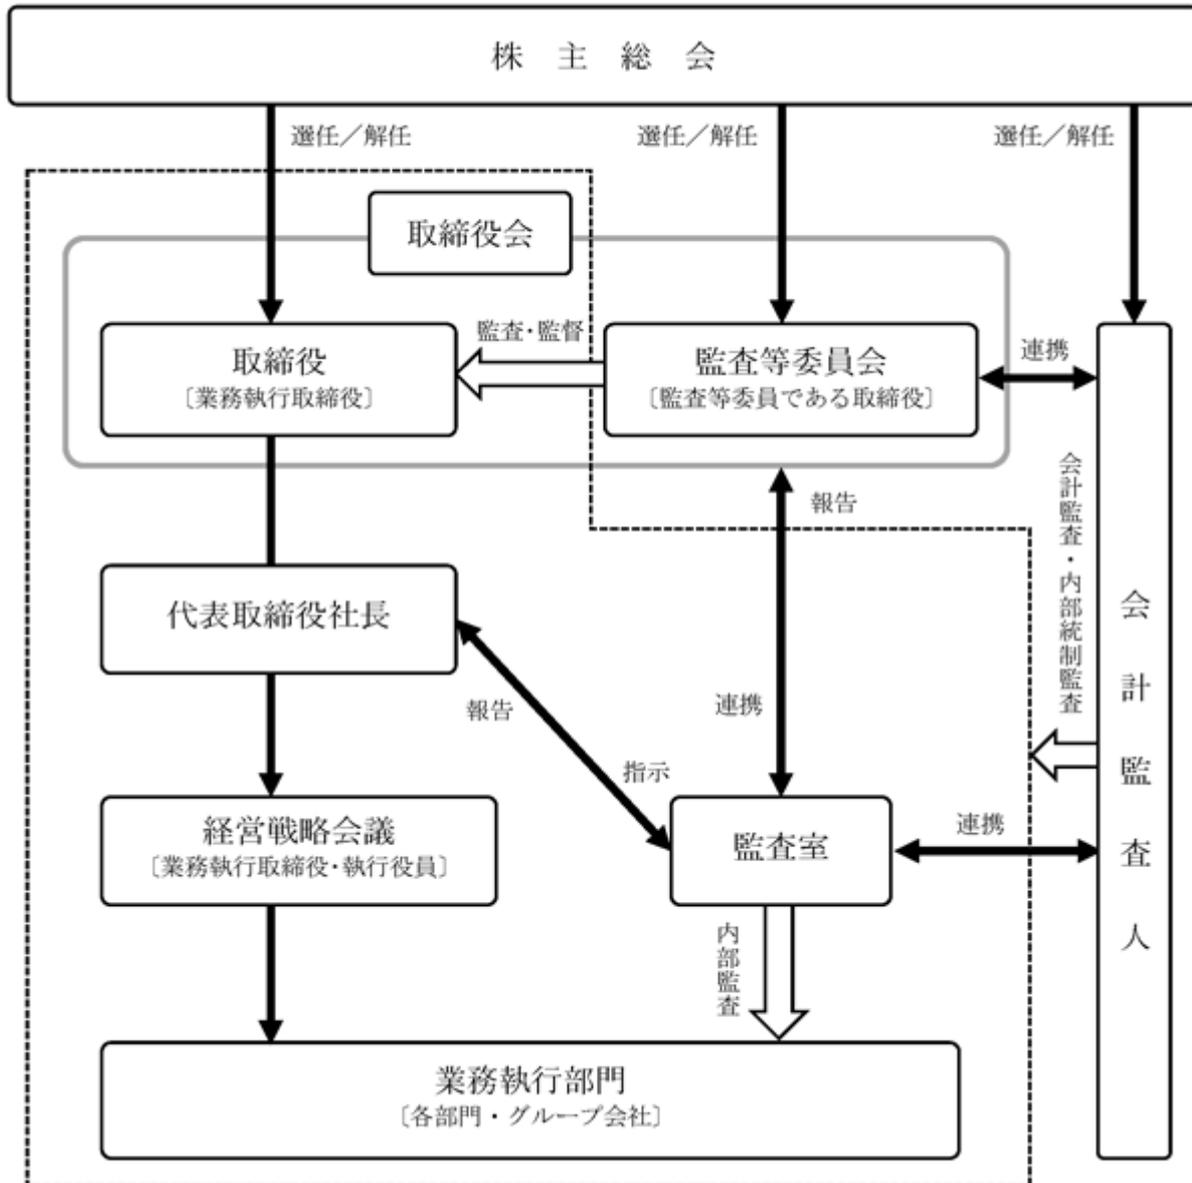 株主総会
選任／解任
選任／解任
選任／解任
取締役会
取締役
〔業務執行取締役〕
監査・監督
監査等委員会
〔監査等委員である取締役〕
連携
報告
会計監査・内部統制監査
会計監査人
代表取締役社長
報告
指示
連携
経営戦略会議
〔業務執行取締役・執行役員〕
監査室
連携
内部監査
業務執行部門
〔各部門・グループ会社〕